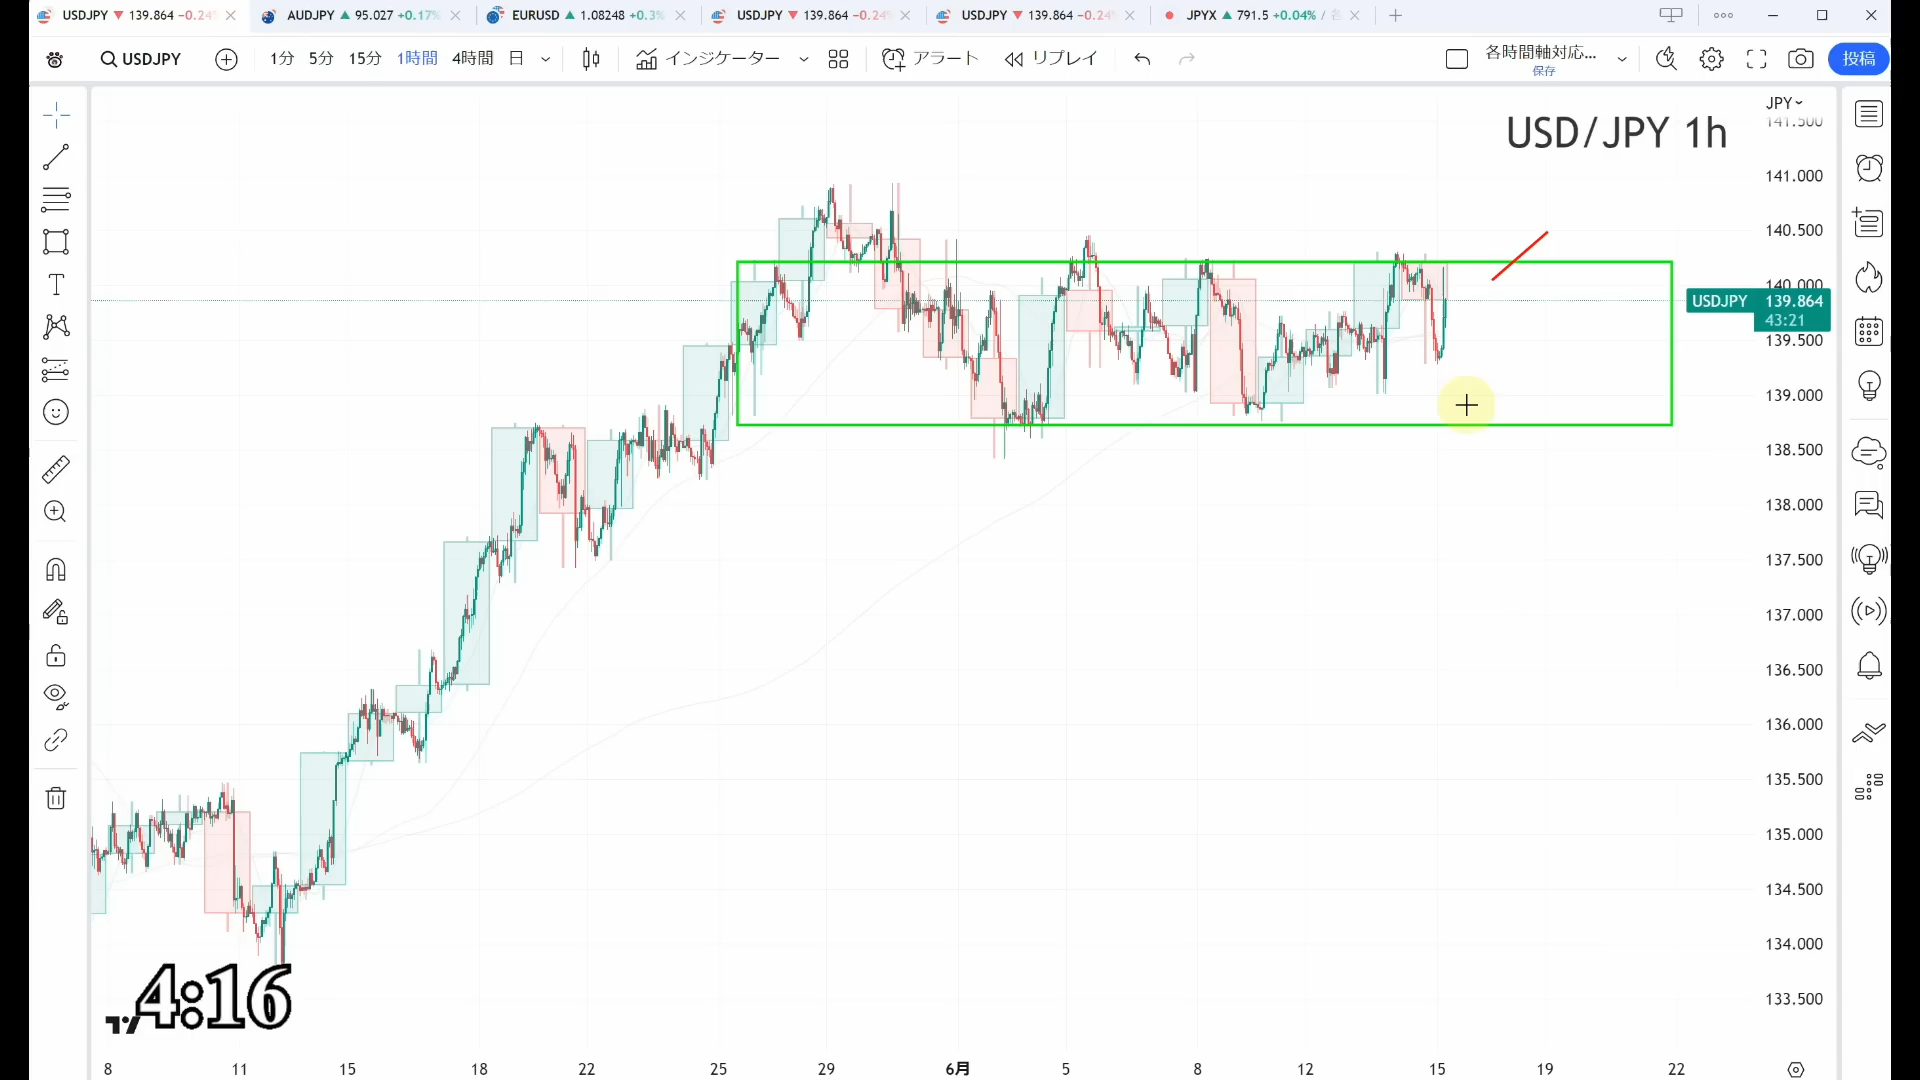 USDJPY ▼ 139.864 −0.24
AUDJPY ▲ 95.027 +0.17%
EURUSD ▲ 1.08248 +0.3%
USDJPY ▼ 139.864 −0.24
USDJPY ▼ 139.864 −0.24
JPYX ▲ 791.5 +0.04% / 各
USDJPY
1分 5分 15分 1時間 4時間 日
インジケーター
アラート
リプレイ
各時間軸対応...
保存
投稿
USD/JPY 1h
JPY
141.500
141.000
140.500
140.000
USDJPY 139.864
43:21
139.500
139.000
138.500
138.000
137.500
137.000
136.500
136.000
135.500
135.000
134.500
134.000
133.500
4:16
8 11 15 18 22 25 29 6月 5 8 12 15 19 22